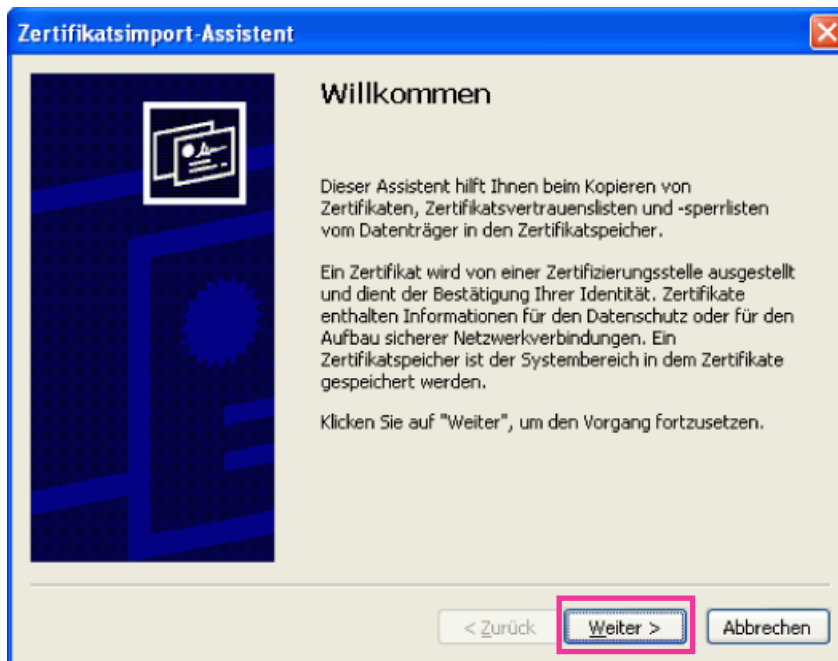 Zertifikatsimport-Assistent
Willkommen
Dieser Assistent hilft Ihnen beim Kopieren von
Zertifikaten, Zertifikatsvertrauenslisten und -sperrlisten
vom Datenträger in den Zertifikatspeicher.
Ein Zertifikat wird von einer Zertifizierungsstelle ausgestellt
und dient der Bestätigung Ihrer Identität. Zertifikate
enthalten Informationen für den Datenschutz oder für den
Aufbau sicherer Netzwerkverbindungen. Ein
Zertifikatspeicher ist der Systembereich in dem Zertifikate
gespeichert werden.
Klicken Sie auf "Weiter", um den Vorgang fortzusetzen.
< Zurück Weiter > Abbrechen